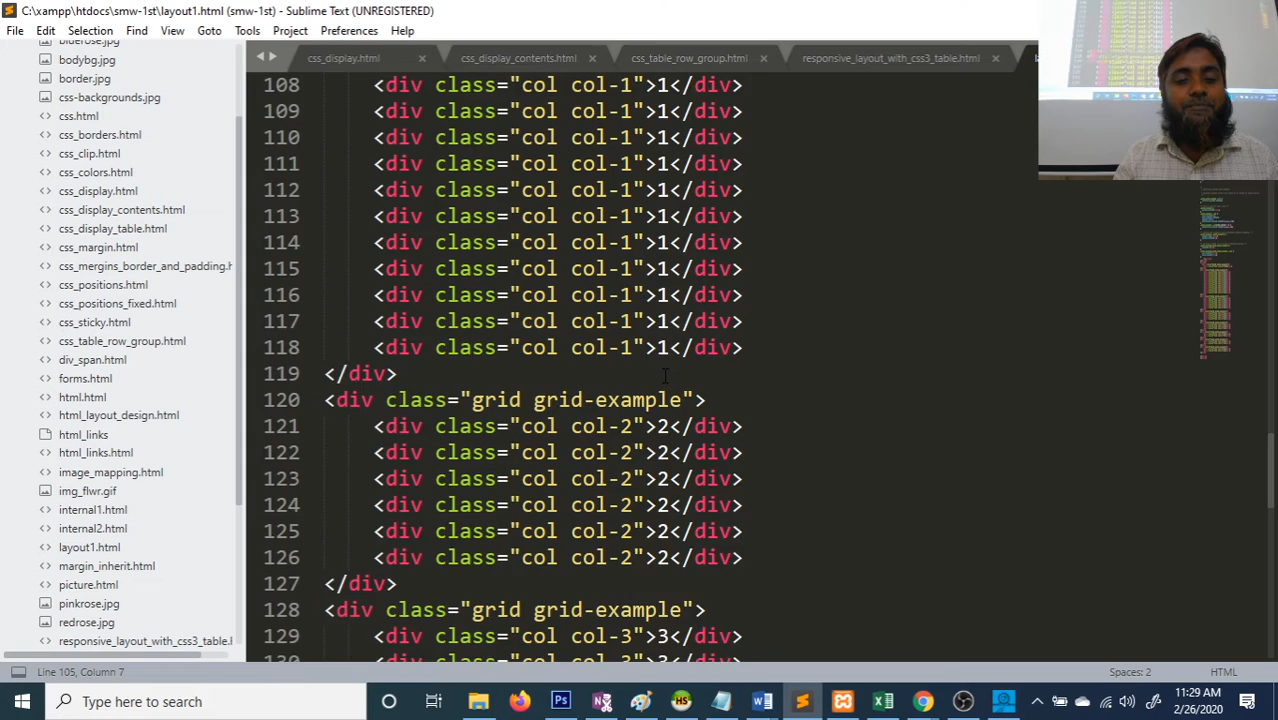 C:\xampp\htdocs\smw-1st\layout1.html (smw-1st) - Sublime Text (UNREGISTERED)
File Edit Selection Find View Goto Tools Project Preferences Help
css_display.html css_display_contents.html css_table_row_group.html responsive_layout_with_css3_table.html
bluerose.jpg
bodybg.jpg
border.jpg
css-backgrounds.jpg
css.html
css_borders.html
css_clip.html
css_colors.html
css_display.html
css_display_contents.html
css_display_table.html
css_margin.html
css_mergins_border_and_padding.h
css_positions.html
css_positions_fixed.html
css_sticky.html
css_table_row_group.html
div_span.html
forms.html
html.html
html_layout_design.html
html_links
html_links.html
image_mapping.html
img_flwr.gif
internal1.html
internal2.html
layout1.html
margin_inherit.html
picture.html
pinkrose.jpg
redrose.jpg
responsive_layout_with_css3_table.l
108 <div class="col col-1">1</div>
109 <div class="col col-1">1</div>
110 <div class="col col-1">1</div>
111 <div class="col col-1">1</div>
112 <div class="col col-1">1</div>
113 <div class="col col-1">1</div>
114 <div class="col col-1">1</div>
115 <div class="col col-1">1</div>
116 <div class="col col-1">1</div>
117 <div class="col col-1">1</div>
118 <div class="col col-1">1</div>
119 </div>
120 <div class="grid grid-example">
121 <div class="col col-2">2</div>
122 <div class="col col-2">2</div>
123 <div class="col col-2">2</div>
124 <div class="col col-2">2</div>
125 <div class="col col-2">2</div>
126 <div class="col col-2">2</div>
127 </div>
128 <div class="grid grid-example">
129 <div class="col col-3">3</div>
130 <div class="col col-3">3</div>
Line 105, Column 7 Spaces: 2 HTML
Type here to search
11:29 AM
2/26/2020